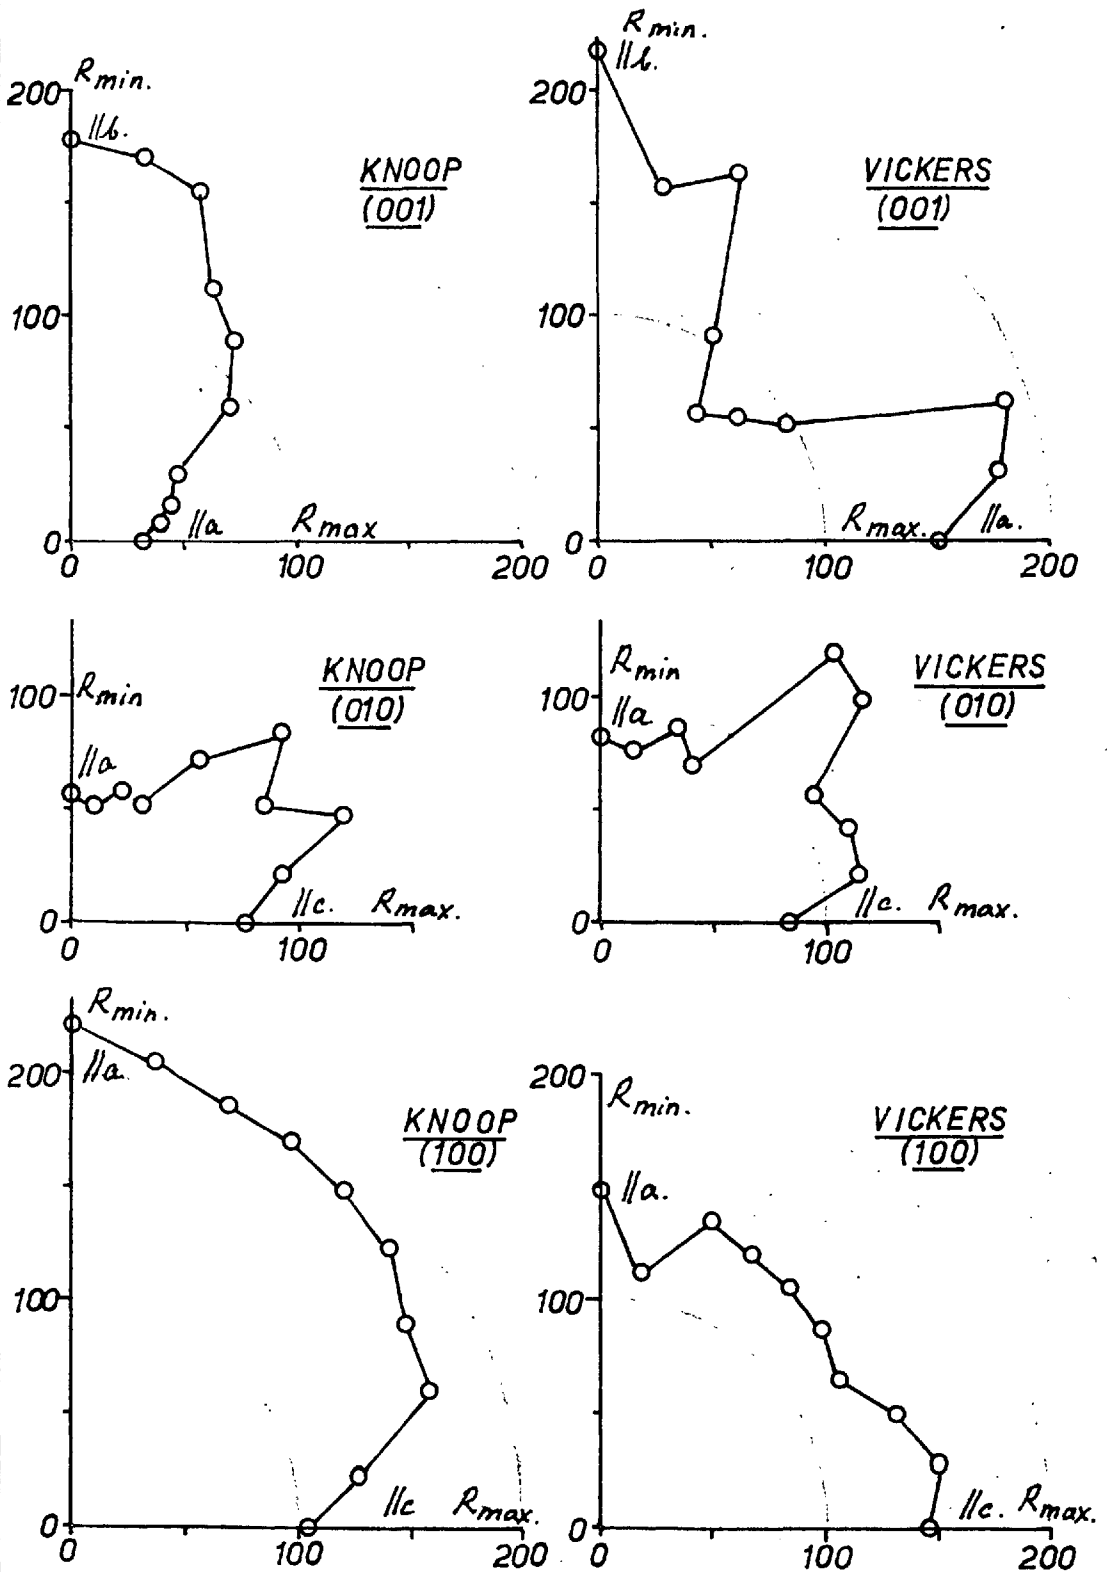 R min.
200
// b.
KNOOP
(001)
100
// a R max
0
0 100 200
R min.
// b.
200
VICKERS
(001)
100
R max. // a.
0
0 100 200
KNOOP
(010)
100 R min
// a
// c. R max.
0
0 100
R min
VICKERS
(010)
100
// a
// c. R max.
0
0 100
R min.
200 // a
KNOOP
(100)
100
// c R max.
0
0 100 200
200
R min.
VICKERS
(100)
// a.
100
// c. R max.
0
0 100 200